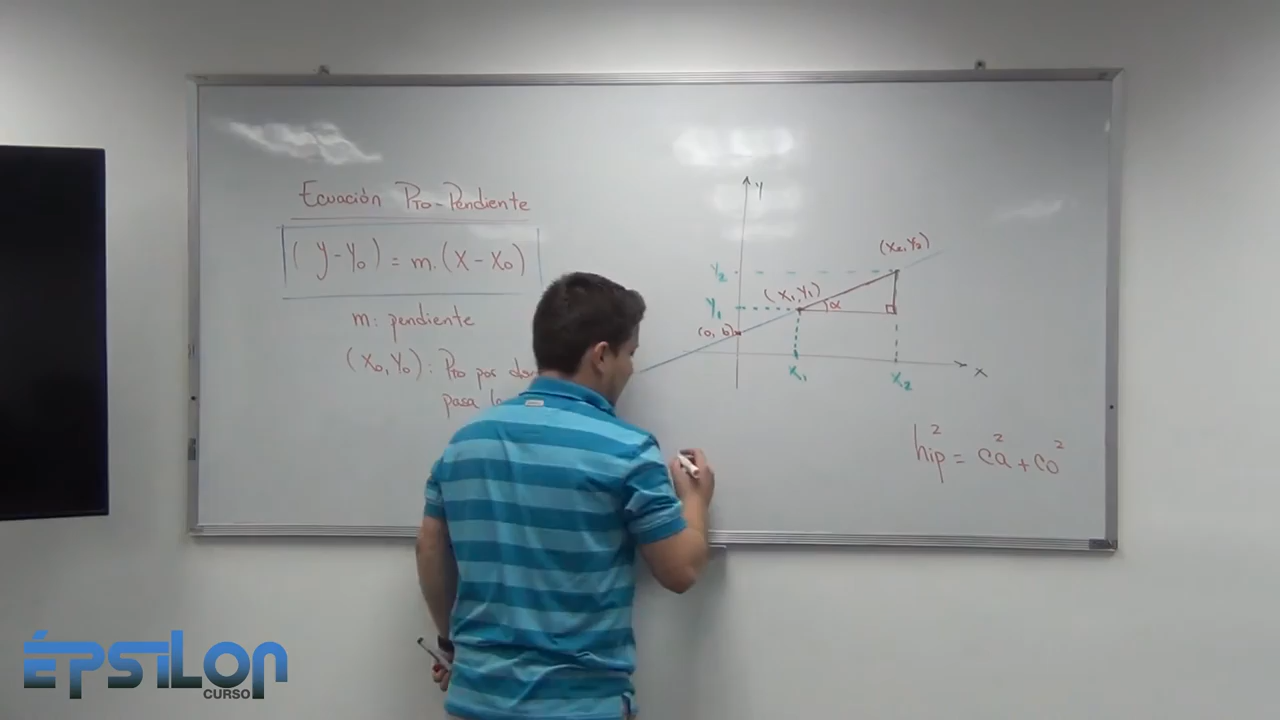 Ecuación Pto-Pendiente
(y-y₀) = m.(x-x₀)
m: pendiente
(x₀, y₀): Pto por
pasa
y
(x₂, y₂)
y₂
(x₁, y₁)
y₁
α
(0, b)
x
x₁
x₂
hip² = ca² + co²
ÉPSILON
CURSO